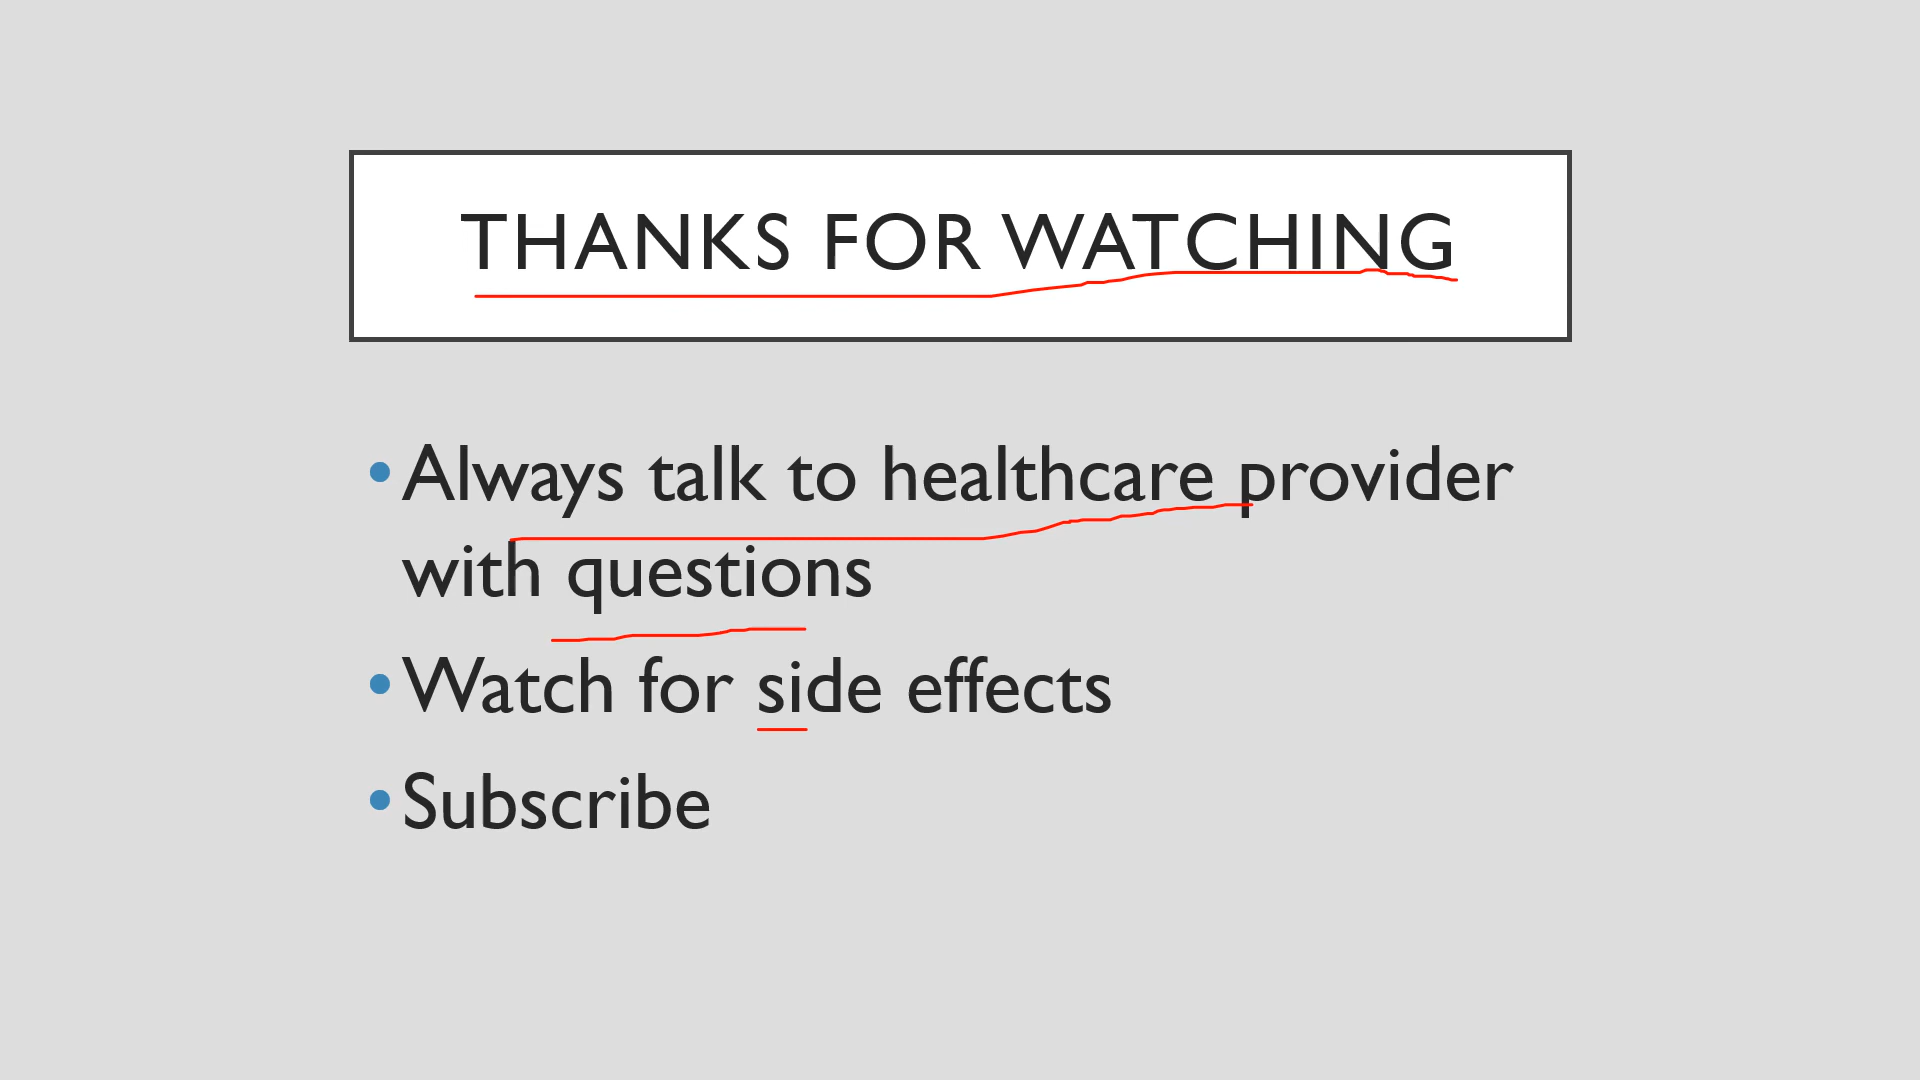 THANKS FOR WATCHING
• Always talk to healthcare provider
with questions
• Watch for side effects
• Subscribe